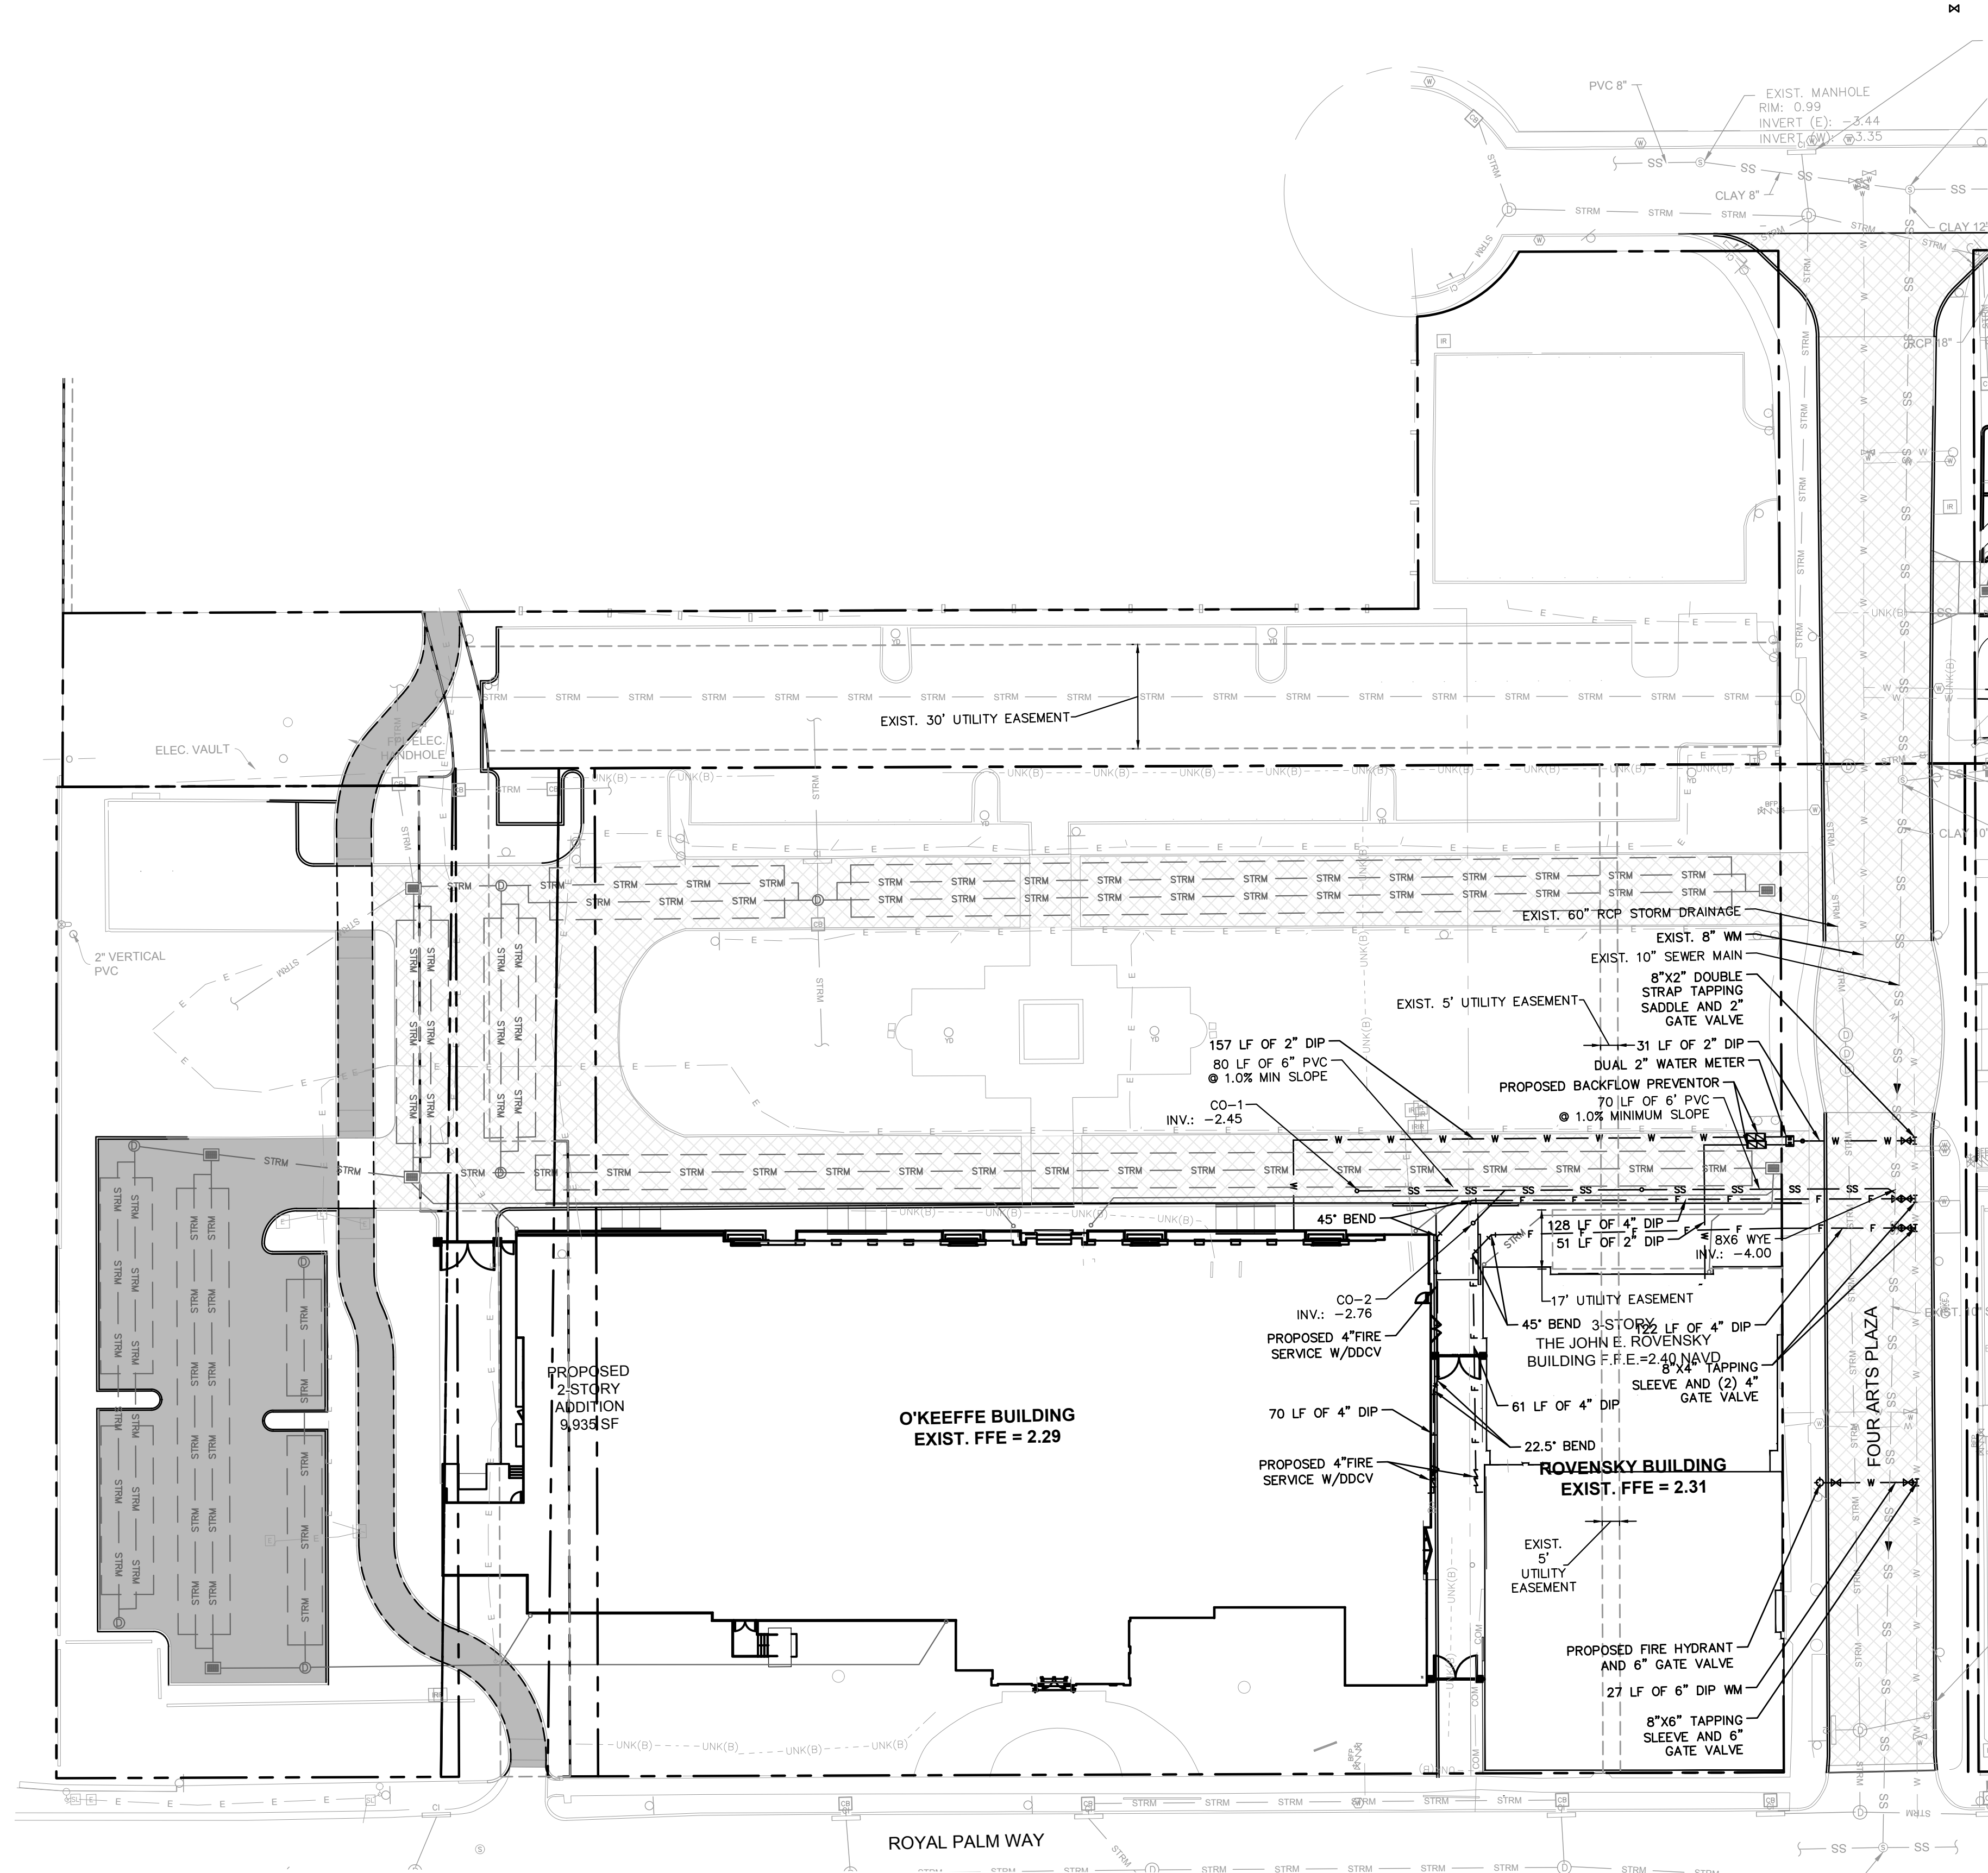 PVC 8"
EXIST. MANHOLE
RIM: 0.99
INVERT (E): -3.44
INVERT (W): -3.35
CLAY 8"
CLAY 12"
RCP 18"
EXIST. 30' UTILITY EASEMENT
ELEC. VAULT
FPL ELEC.
HANDHOLE
2" VERTICAL
PVC
EXIST. 60" RCP STORM DRAINAGE
EXIST. 8" WM
EXIST. 10" SEWER MAIN
8"X2" DOUBLE
STRAP TAPPING
SADDLE AND 2"
GATE VALVE
EXIST. 5' UTILITY EASEMENT
157 LF OF 2" DIP
31 LF OF 2" DIP
80 LF OF 6" PVC
@ 1.0% MIN SLOPE
DUAL 2" WATER METER
PROPOSED BACKFLOW PREVENTOR
70 LF OF 6' PVC
@ 1.0% MINIMUM SLOPE
CO-1
INV.: -2.45
45° BEND
128 LF OF 4" DIP
51 LF OF 2" DIP
8X6 WYE
INV.: -4.00
CO-2
INV.: -2.76
17' UTILITY EASEMENT
PROPOSED 4"FIRE
SERVICE W/DDCV
45° BEND
3-STORY
122 LF OF 4" DIP
THE JOHN E. ROVENSKY
BUILDING F.F.E.=2.40 NAVD
8"X4" TAPPING
SLEEVE AND (2) 4"
GATE VALVE
FOUR ARTS PLAZA
PROPOSED
2-STORY
ADDITION
9,935 SF
O'KEEFFE BUILDING
EXIST. FFE = 2.29
70 LF OF 4" DIP
61 LF OF 4" DIP
22.5° BEND
PROPOSED 4"FIRE
SERVICE W/DDCV
ROVENSKY BUILDING
EXIST. FFE = 2.31
EXIST.
5'
UTILITY
EASEMENT
PROPOSED FIRE HYDRANT
AND 6" GATE VALVE
27 LF OF 6" DIP WM
8"X6" TAPPING
SLEEVE AND 6"
GATE VALVE
ROYAL PALM WAY